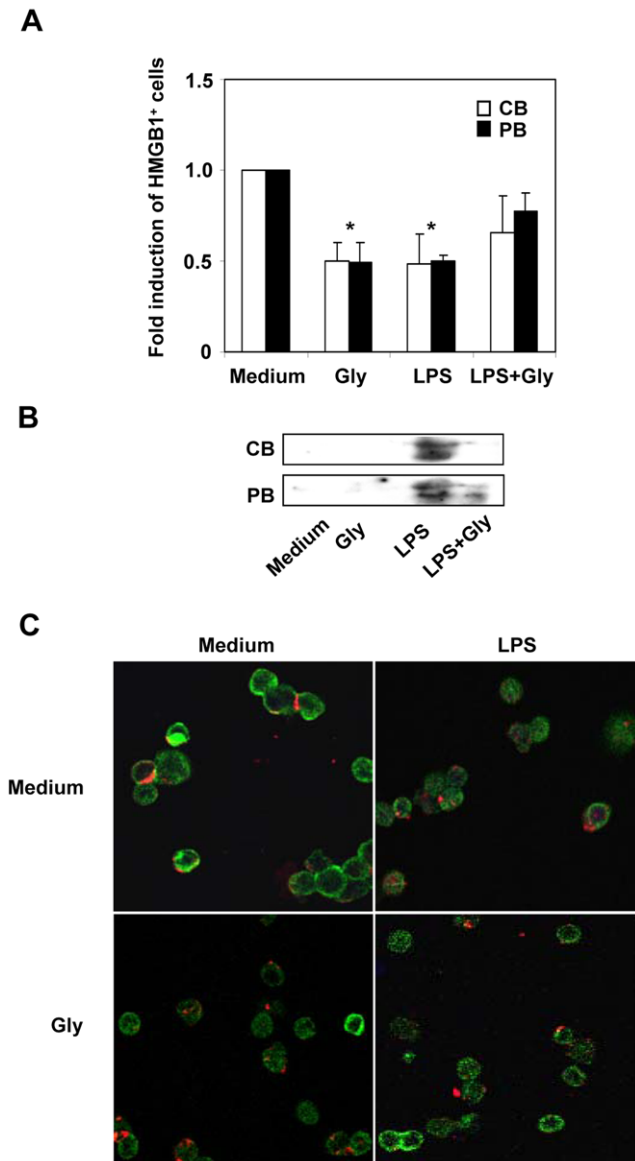 A
Fold induction of HMGB1⁺ cells
1.5
1.0
0.5
0
CB
PB
* *
Medium Gly LPS LPS+Gly
B
CB
PB
Medium Gly LPS LPS+Gly
C
Medium LPS
Medium
Gly